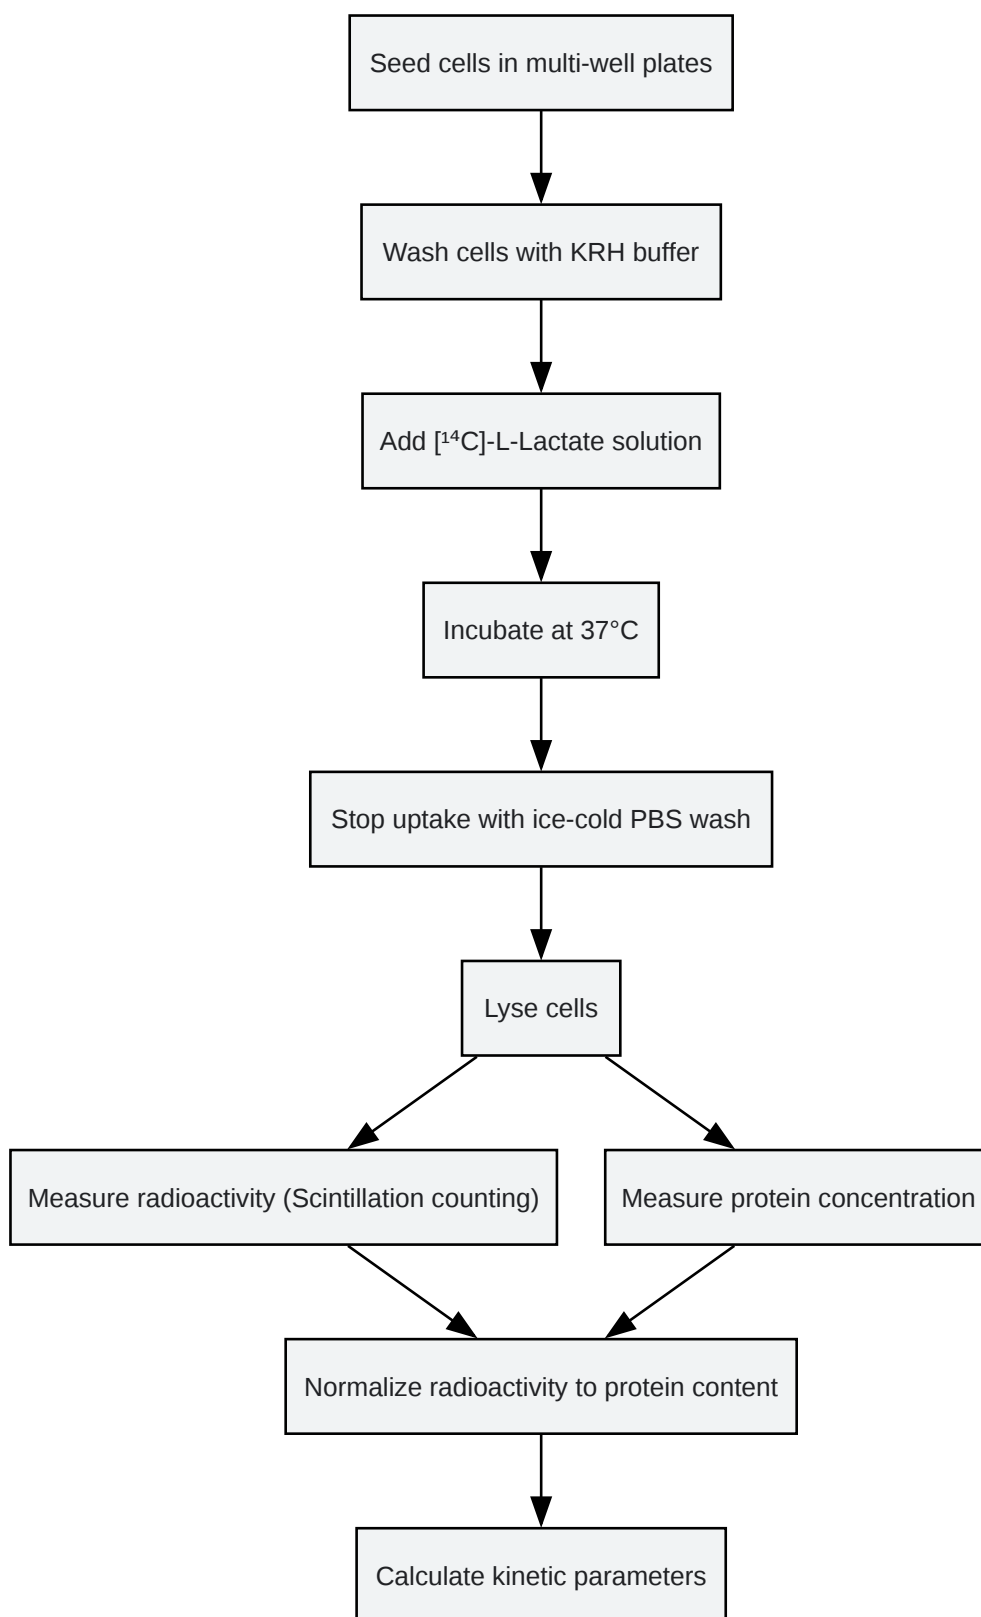 Seed cells in multi-well plates
Wash cells with KRH buffer
Add [¹⁴C]-L-Lactate solution
Incubate at 37°C
Stop uptake with ice-cold PBS wash
Lyse cells
Measure radioactivity (Scintillation counting)
Measure protein concentration
Normalize radioactivity to protein content
Calculate kinetic parameters